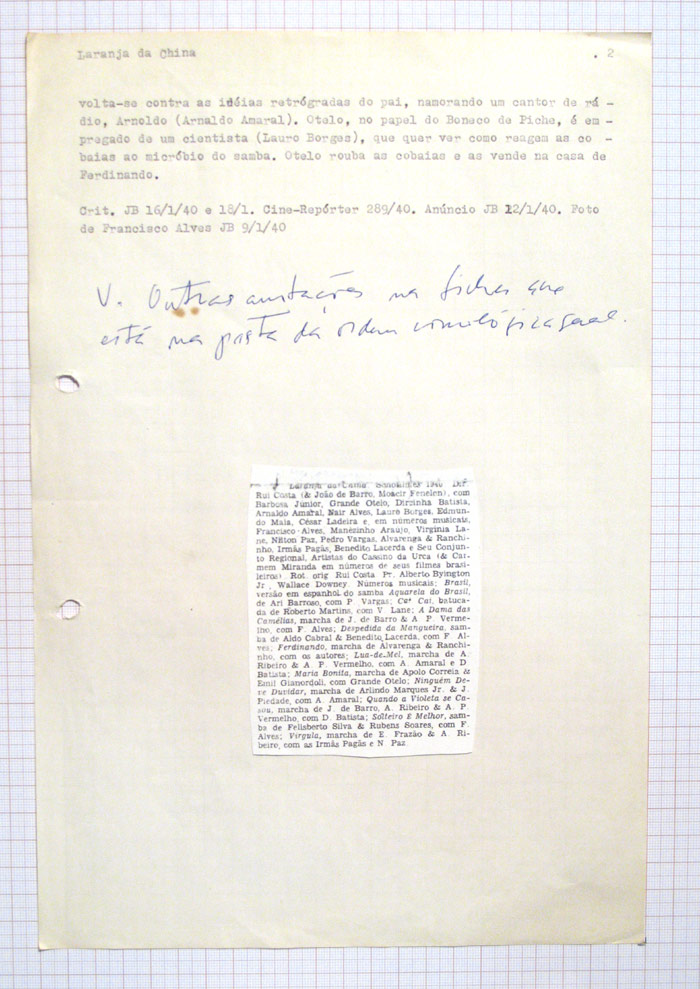 Laranja da China . 2
volta-se contra as idéias retrógradas do pai, namorando um cantor de rá -
dio, Arnoldo (Arnaldo Amaral). Otelo, no papel do Boneco de Piche, é em -
pregado de um cientista (Lauro Borges), que quer ver como reagem as co -
baias ao micróbio do samba. Otelo rouba as cobaias e as vende na casa de
Ferdinando.
Crit. JB 16/1/40 e 18/1. Cine-Repórter 289/40. Anúncio JB 12/1/40. Foto
de Francisco Alves JB 9/1/40
V. Outras anotações na ficha que
está na pasta da ordem cronológica geral.
Laranja da China 1940 Dir
Rui Costa (& João de Barro, Moacir Fenelen), com
Barbosa Junior, Grande Otelo, Dircinha Batista,
Arnaldo Amaral, Nair Alves, Lauro Borges, Edmun-
do Maia, César Ladeira e, em números musicais,
Francisco Alves, Manèzinho Araujo, Virginia La-
ne, Nilton Paz, Pedro Vargas, Alvarenga & Ranchi-
nho, Irmãs Pagãs, Benedito Lacerda e Seu Conjun-
to Regional, Artistas do Cassino da Urca (& Car-
mem Miranda em números de seus filmes brasi-
leiros). Rot. orig Rui Costa Pr. Alberto Byington
Jr., Wallace Downey Números musicais: Brasil,
versão em espanhol do samba Aquarela do Brasil,
de Ari Barroso, com P. Vargas; Ca' Cai, batuca-
da de Roberto Martins, com V. Lane; A Dama das
Camélias, marcha de J. de Barro & A. P. Verme-
lho, com F. Alves; Despedida da Mangueira, sam-
ba de Aldo Cabral & Benedito Lacerda, com F. Al-
ves; Ferdinando, marcha de Alvarenga & Ranchi-
nho, com os autores; Lua-de-Mel, marcha de A.
Ribeiro & A. P. Vermelho, com A. Amaral e D.
Batista; Maria Bonita, marcha de Apolo Correia &
Emil Gianordoli, com Grande Otelo; Ninguém De-
ve Duvidar, marcha de Arlindo Marques Jr. & J.
Piedade, com A. Amaral; Quando a Violeta se Ca-
sou, marcha de J. de Barro, A. Ribeiro & A. P.
Vermelho, com D. Batista; Solteiro É Melhor, sam-
ba de Felisberto Silva & Rubens Soares, com F.
Alves; Virgula, marcha de E. Frazão & A. Ri-
beiro, com as Irmãs Pagãs e N. Paz.